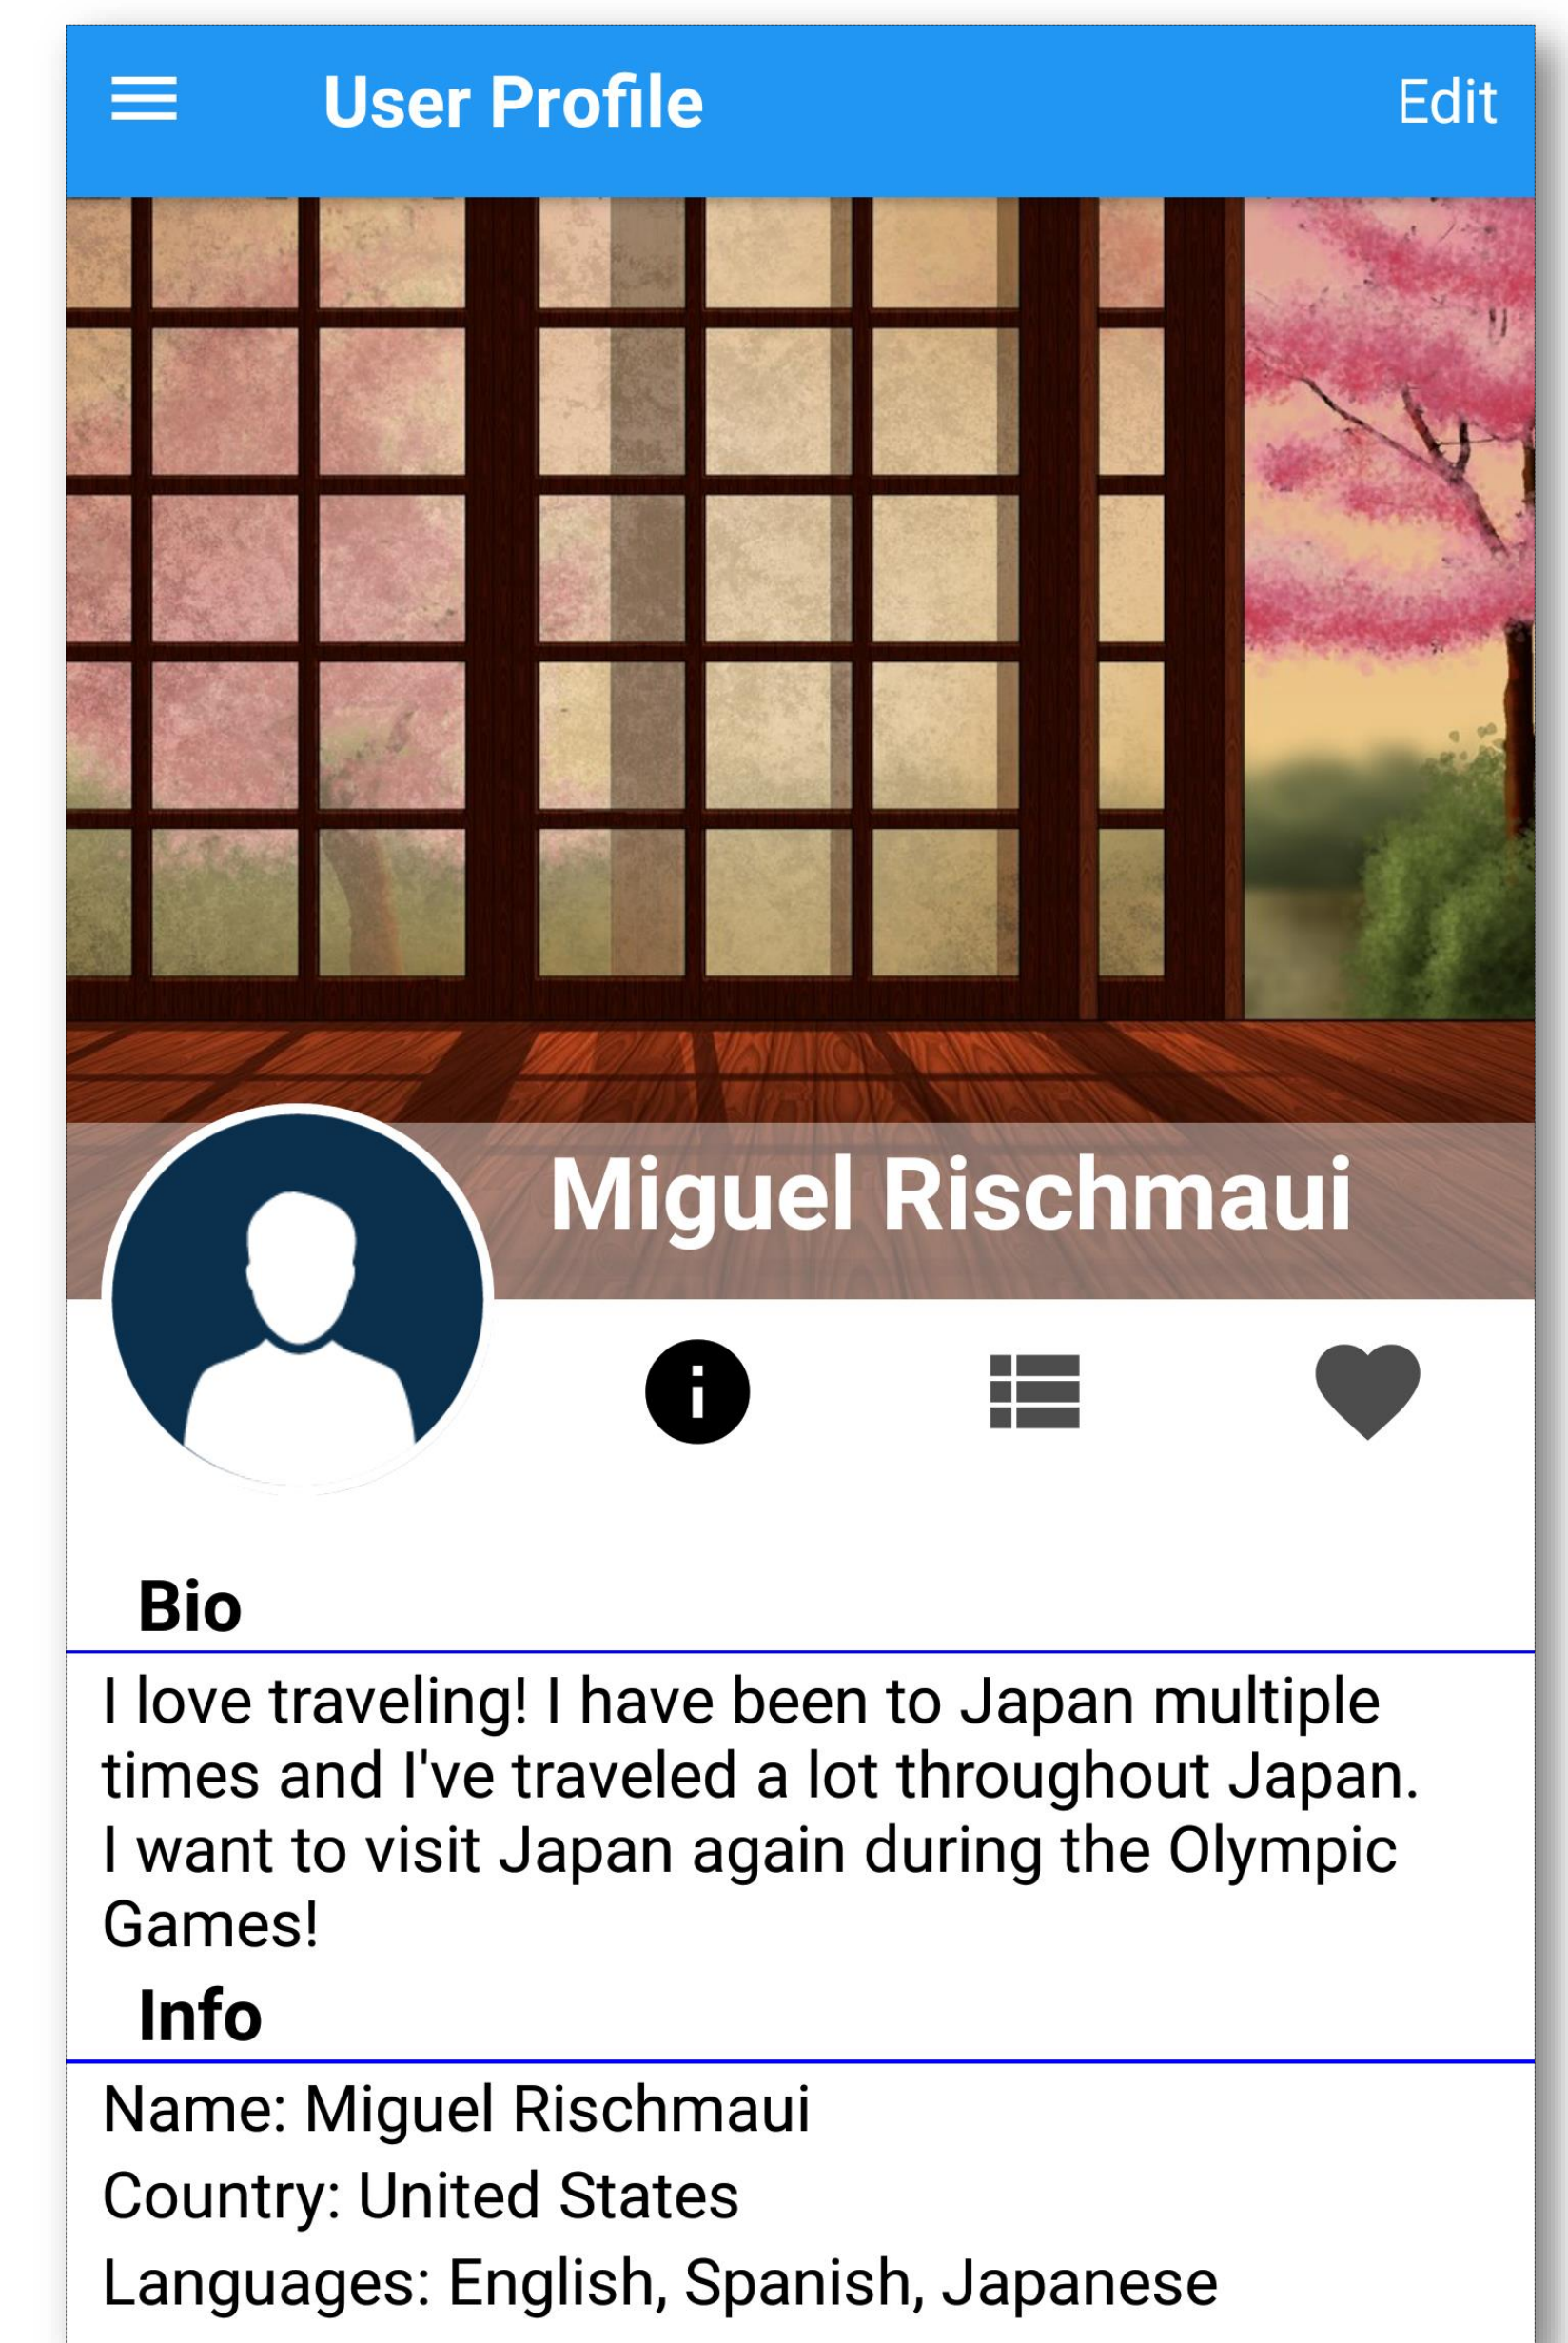 User Profile
Edit
Miguel Rischmaui
Bio
I love traveling! I have been to Japan multiple
times and I've traveled a lot throughout Japan.
I want to visit Japan again during the Olympic
Games!
Info
Name: Miguel Rischmaui
Country: United States
Languages: English, Spanish, Japanese